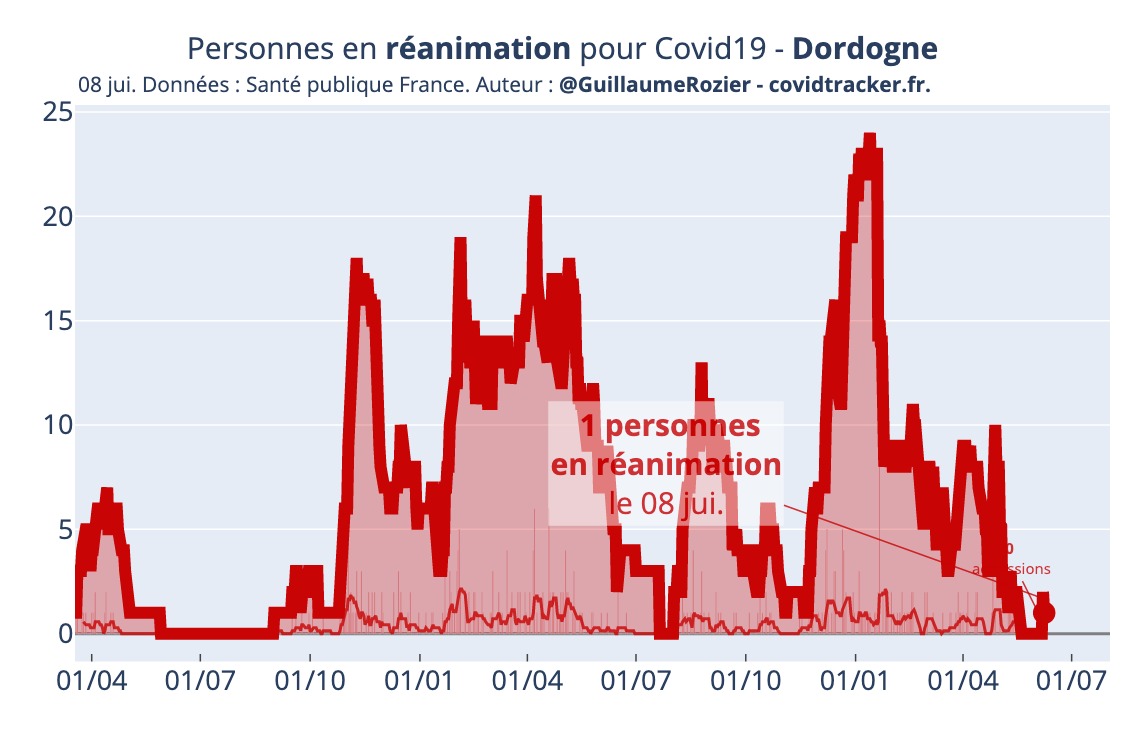 Personnes en réanimation pour Covid19 - Dordogne
08 jui. Données : Santé publique France. Auteur : @GuillaumeRozier - covidtracker.fr.
25
20
15
10
5
0
1 personnes
en réanimation
le 08 jui.
0
admissions
01/04
01/07
01/10
01/01
01/04
01/07
01/10
01/01
01/04
01/07